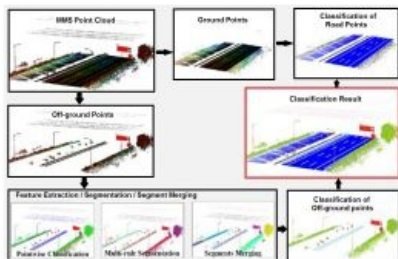 MMS Point Cloud
Ground Points
Classification of
Road Points
Off-ground Points
Classification Result
Feature Extraction / Segmentation / Segment Merging
Pointwise Classification
Multi-rule Segmentation
Segments Merging
Classification of
Off-ground points